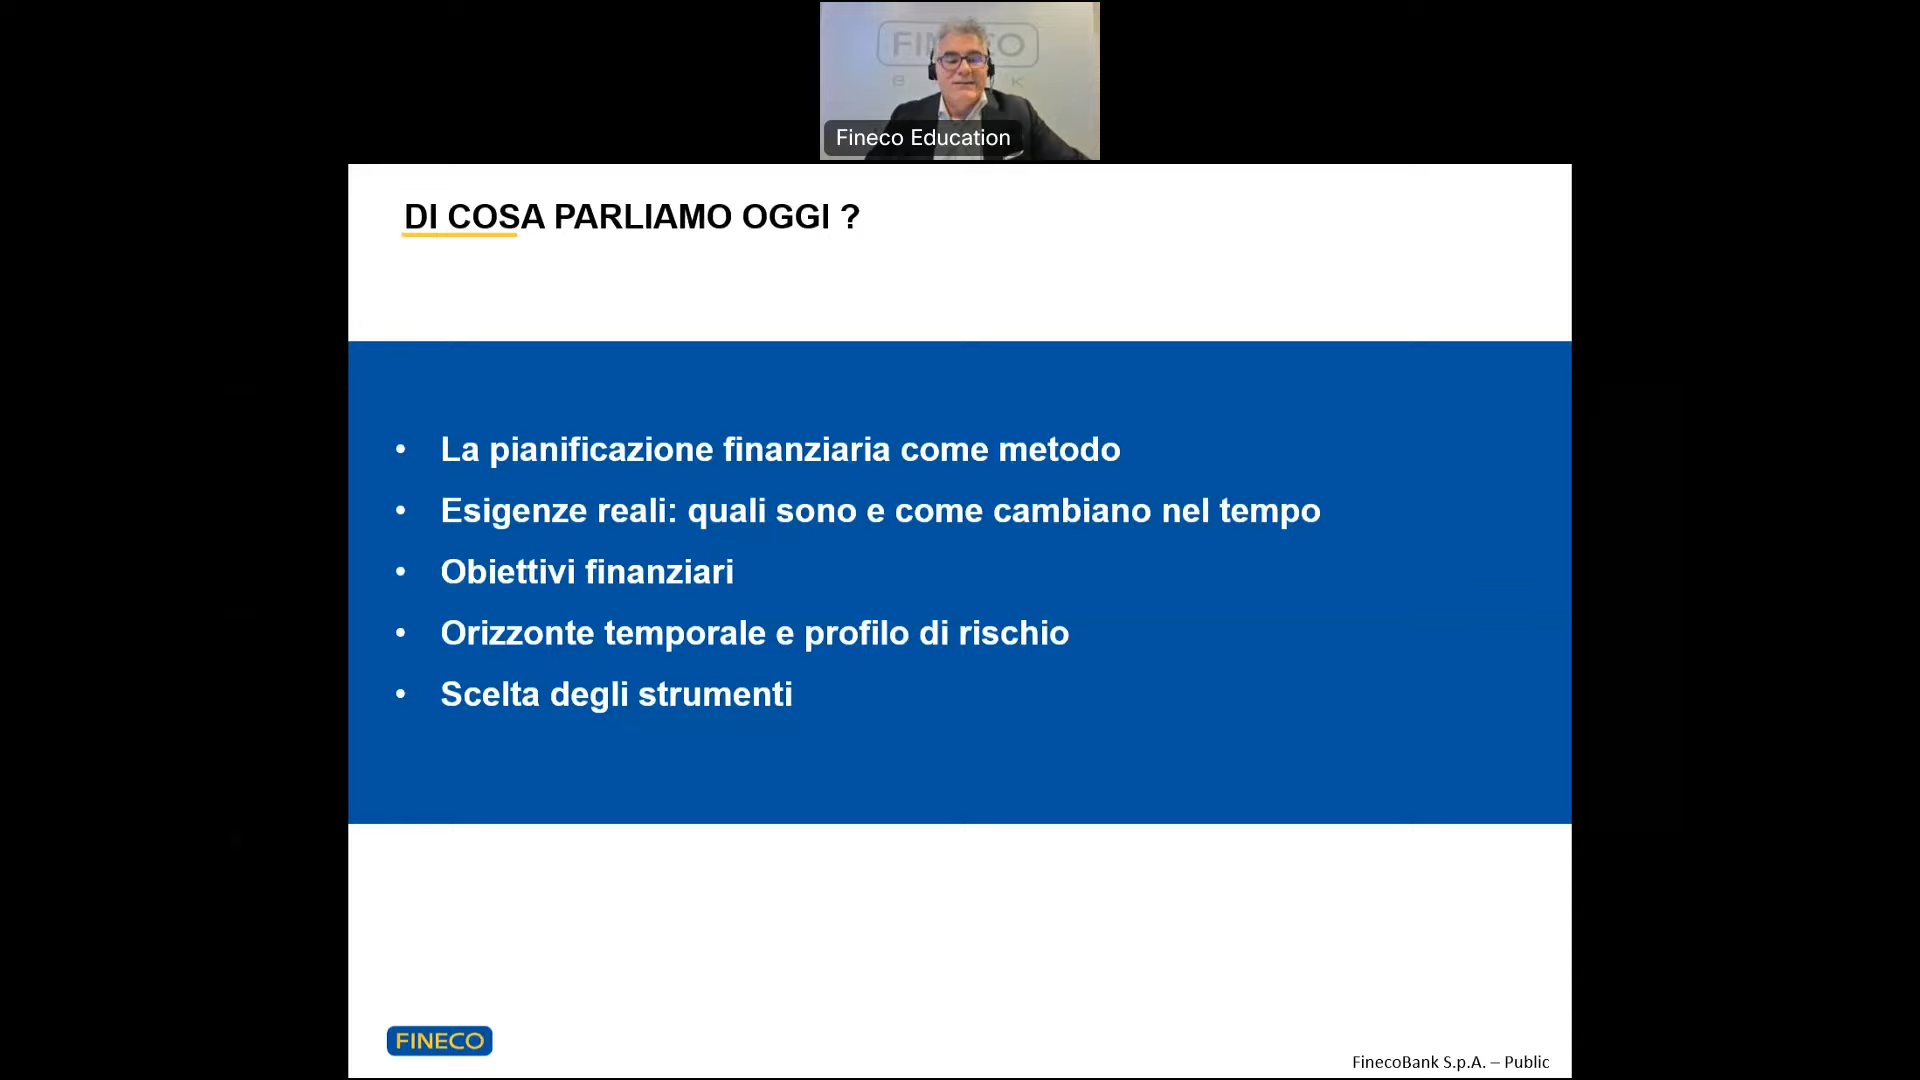 FINECO
Fineco Education
DI COSA PARLIAMO OGGI ?
• La pianificazione finanziaria come metodo
• Esigenze reali: quali sono e come cambiano nel tempo
• Obiettivi finanziari
• Orizzonte temporale e profilo di rischio
• Scelta degli strumenti
FINECO
FinecoBank S.p.A. – Public